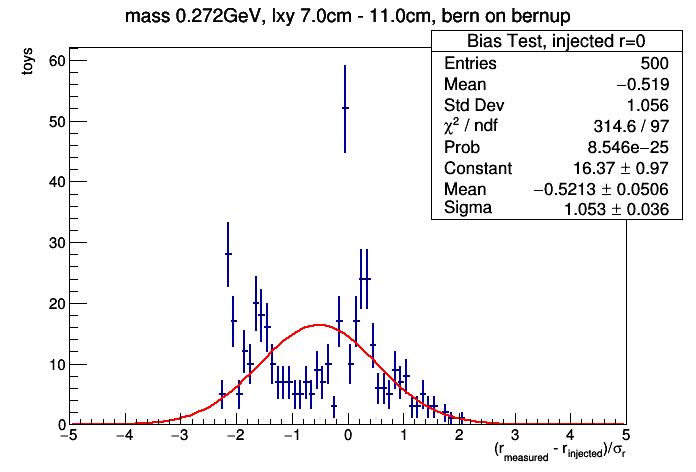 mass 0.272GeV, lxy 7.0cm - 11.0cm, bern on bernup
Bias Test, injected r=0
Entries 500
Mean −0.519
Std Dev 1.056
χ² / ndf 314.6 / 97
Prob 8.546e−25
Constant 16.37 ± 0.97
Mean −0.5213 ± 0.0506
Sigma 1.053 ± 0.036
toys
60
50
40
30
20
10
0
−5 −4 −3 −2 −1 0 1 2 3 4 5
(r_measured - r_injected)/σ_r